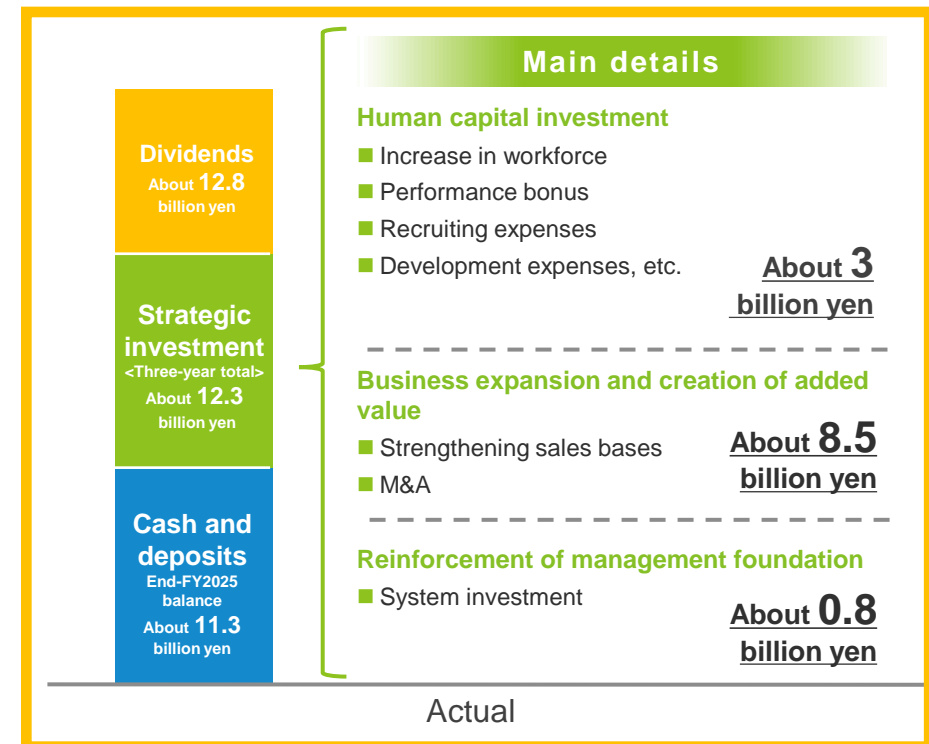 Main details
Dividends
About 12.8
billion yen
Strategic
investment
<Three-year total>
About 12.3
billion yen
Cash and
deposits
End-FY2025
balance
About 11.3
billion yen
Human capital investment
Increase in workforce
Performance bonus
Recruiting expenses
Development expenses, etc.
About 3
billion yen
Business expansion and creation of added
value
Strengthening sales bases
M&A
About 8.5
billion yen
Reinforcement of management foundation
System investment
About 0.8
billion yen
Actual